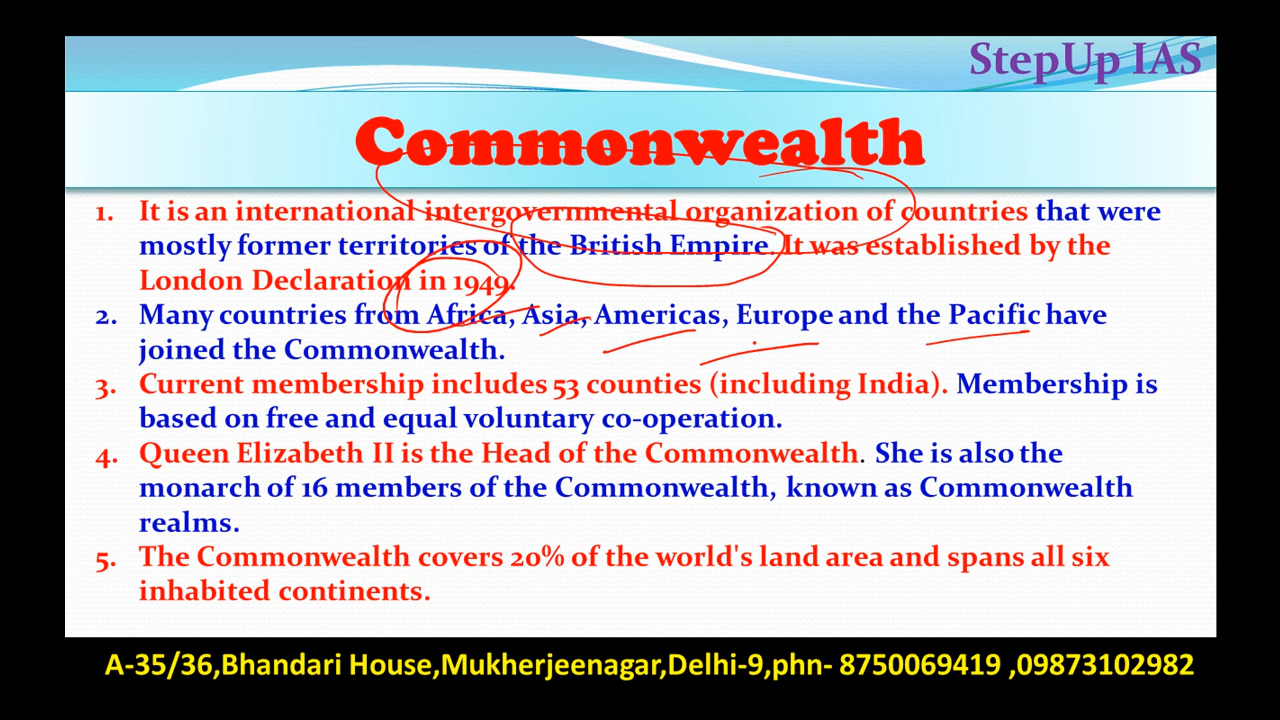 StepUp IAS
Commonwealth
1. It is an international intergovernmental organization of countries that were
mostly former territories of the British Empire. It was established by the
London Declaration in 1949.
2. Many countries from Africa, Asia, Americas, Europe and the Pacific have
joined the Commonwealth.
3. Current membership includes 53 counties (including India). Membership is
based on free and equal voluntary co-operation.
4. Queen Elizabeth II is the Head of the Commonwealth. She is also the
monarch of 16 members of the Commonwealth, known as Commonwealth
realms.
5. The Commonwealth covers 20% of the world's land area and spans all six
inhabited continents.
A-35/36,Bhandari House,Mukherjeenagar,Delhi-9,phn- 8750069419 ,09873102982